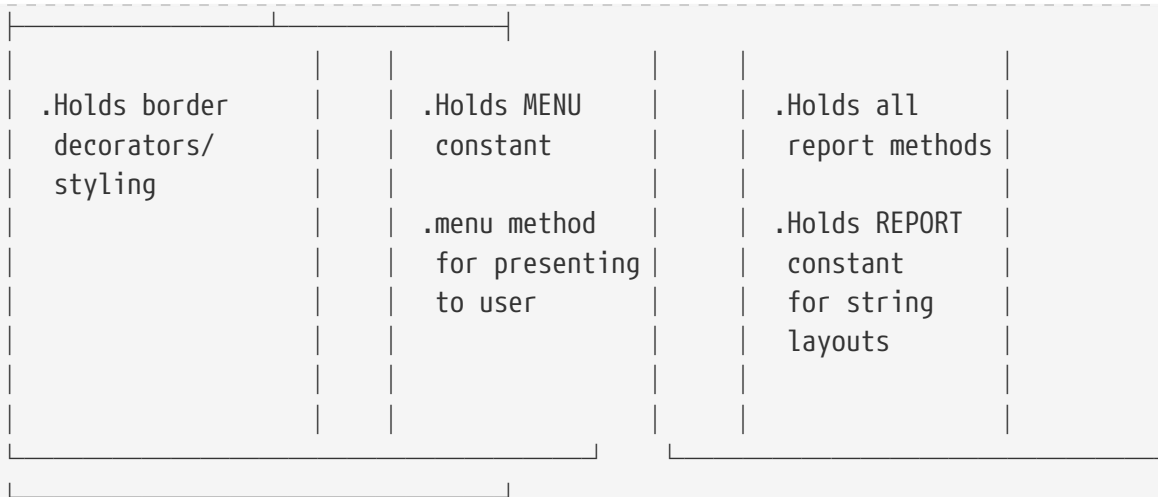 .Holds border
decorators/
styling
.Holds MENU
constant
.menu method
for presenting
to user
.Holds all
report methods
.Holds REPORT
constant
for string
layouts